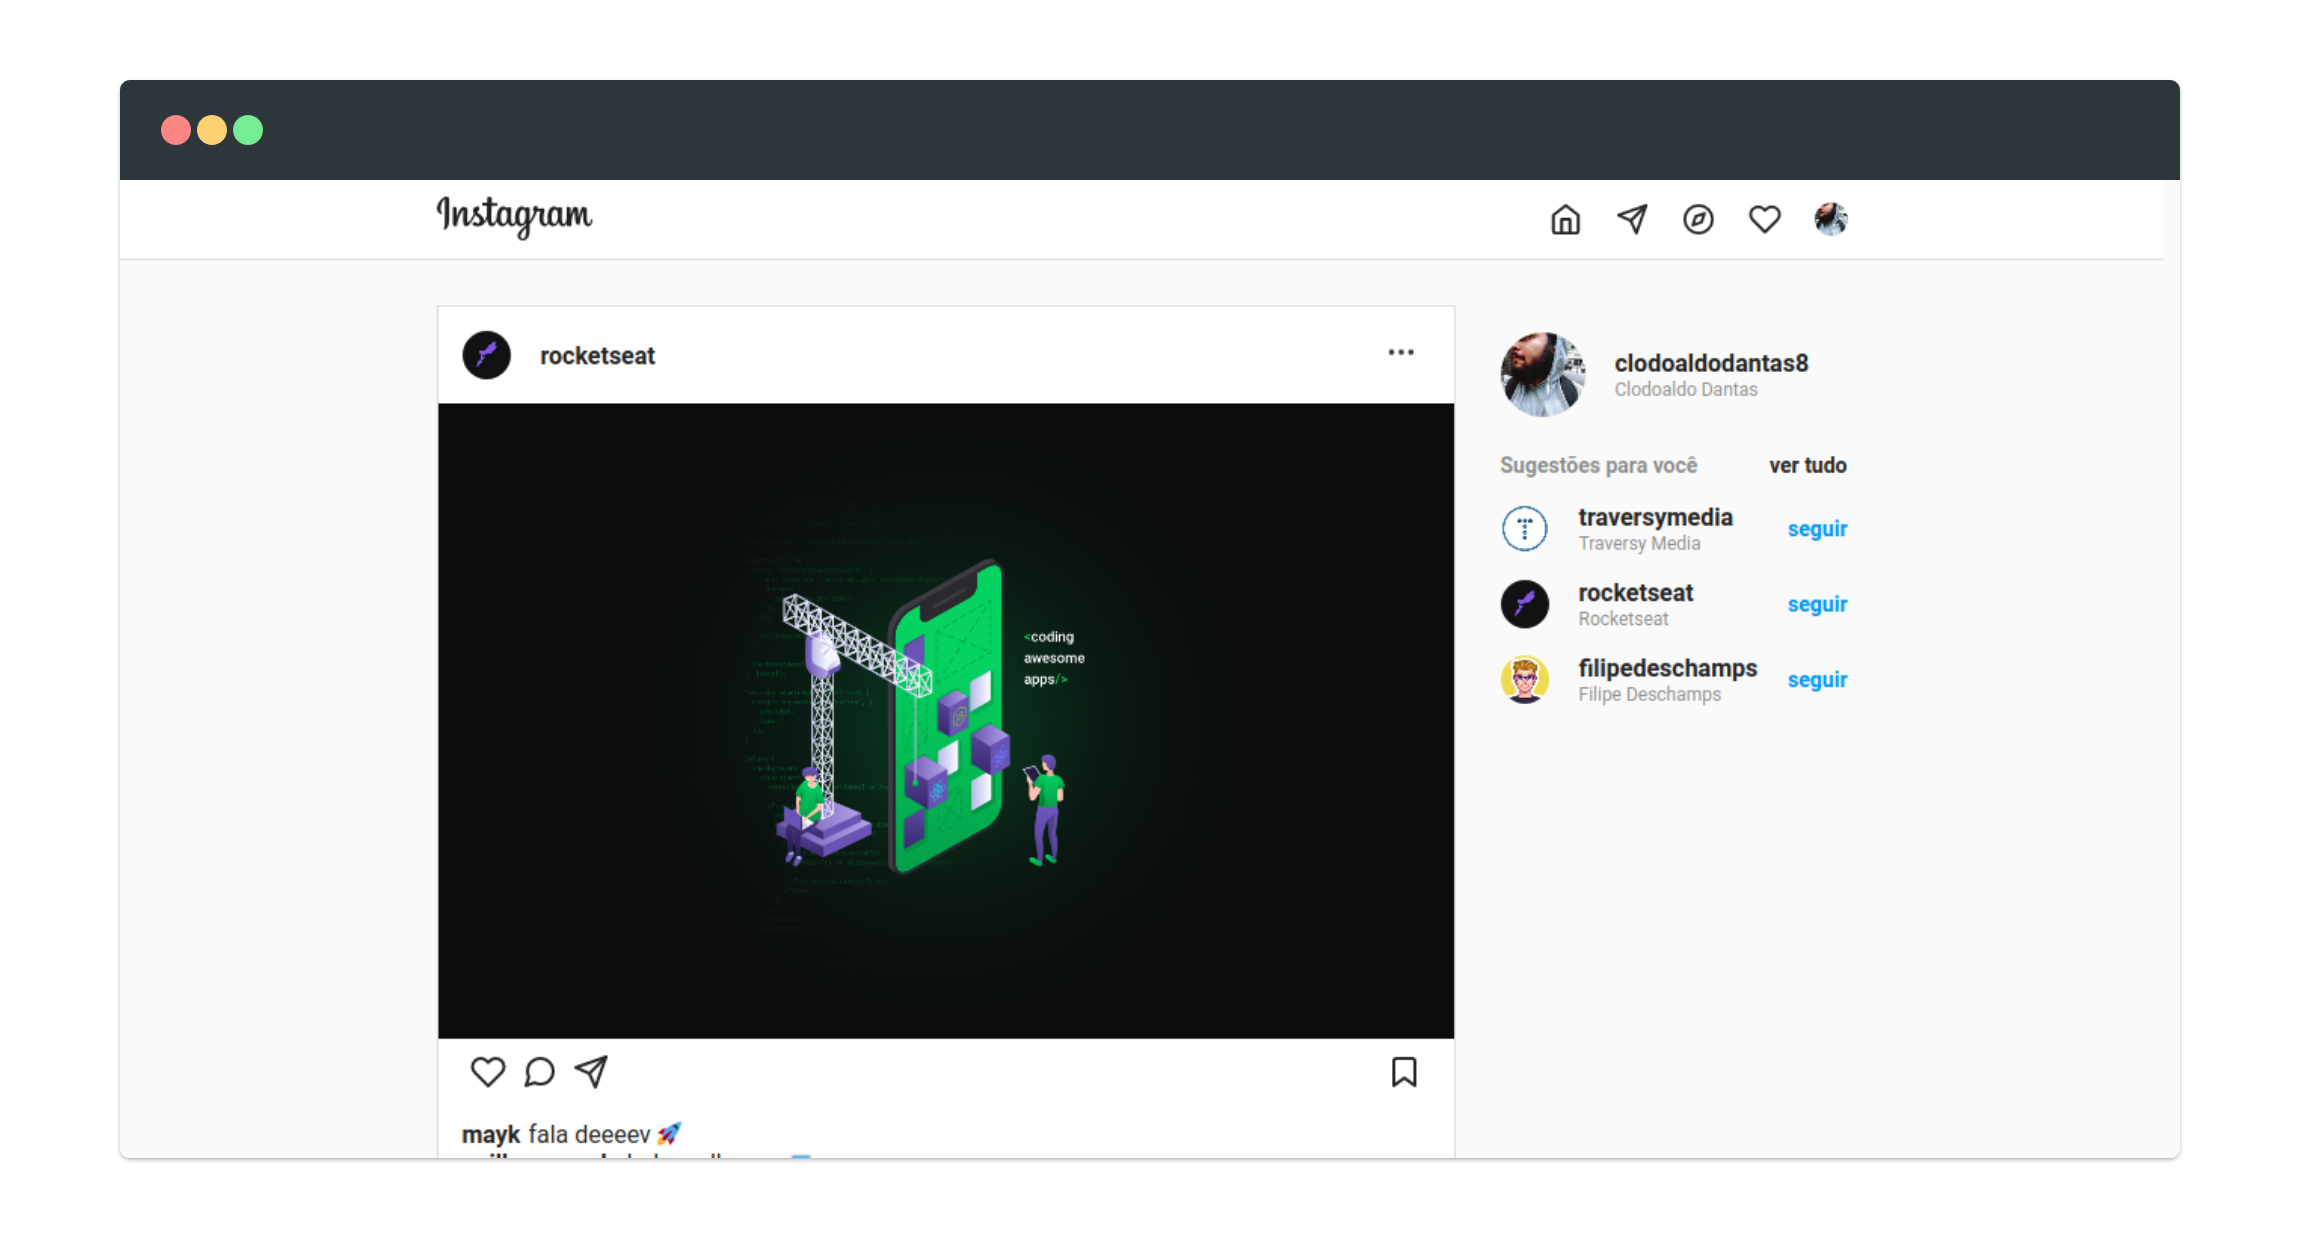 Instagram
rocketseat
<coding
awesome
apps/>
mayk fala deeeev 🚀
clodoaldodantas8
Clodoaldo Dantas
Sugestões para você ver tudo
traversymedia
Traversy Media
seguir
rocketseat
Rocketseat
seguir
filipedeschamps
Filipe Deschamps
seguir